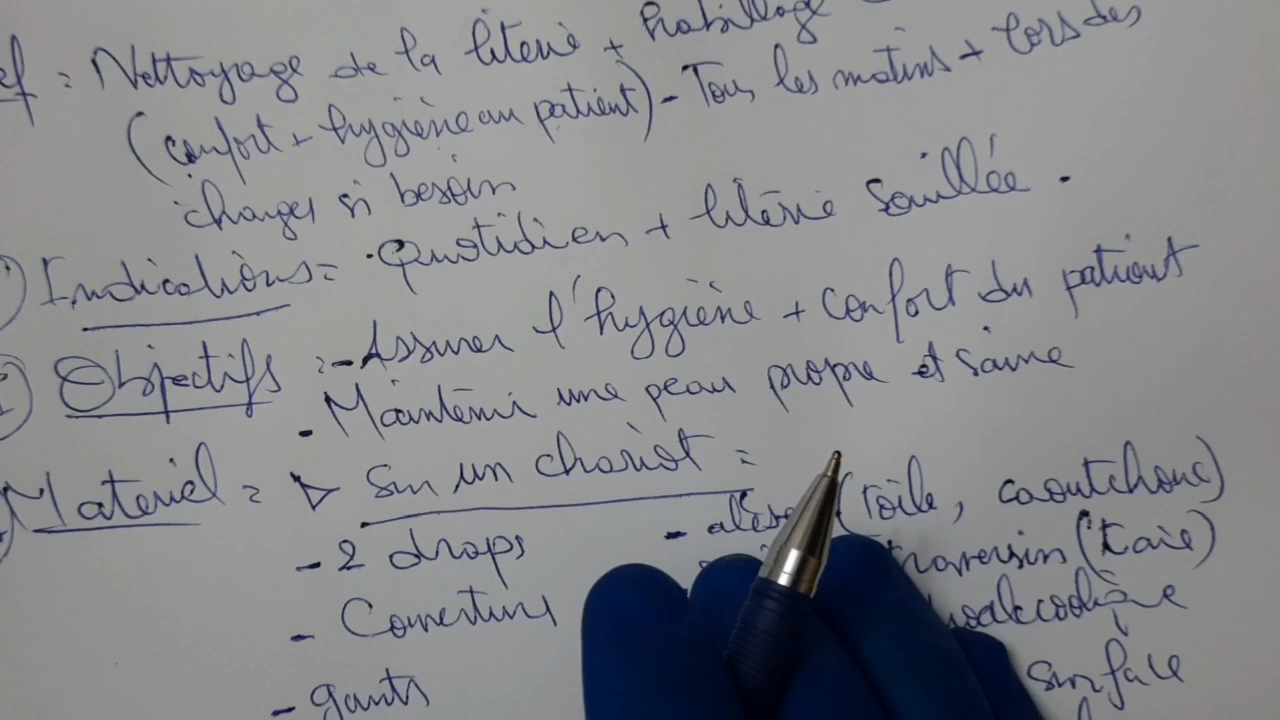 ef : Nettoyage de la literie + habillage
(confort + hygiène au patient) - Tous les matins + lors des
changes si besoin
Indications = . Quotidien + literie souillée .
Objectifs : - Assurer l'hygiène + confort du patient
- Maintenir une peau propre et saine
Materiel = ▷ Sur un chariot =
- 2 draps
- alèse (toile, caoutchouc)
traversin (taie)
- Couverture
hoalcoolique
- gants
surface